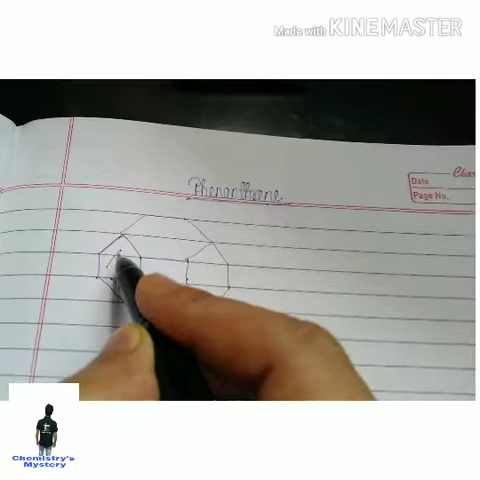 Made with KINEMASTER
Phenanthrene
Date
Page No.
Chemistry's
Mystery